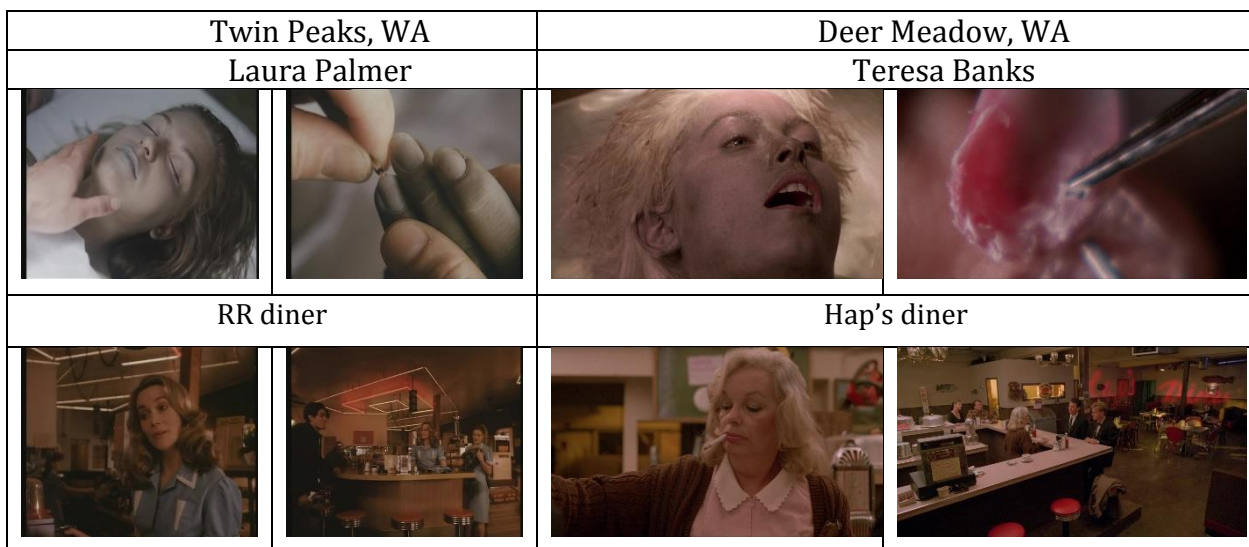 Twin Peaks, WA
Deer Meadow, WA
Laura Palmer
Teresa Banks
RR diner
Hap's diner